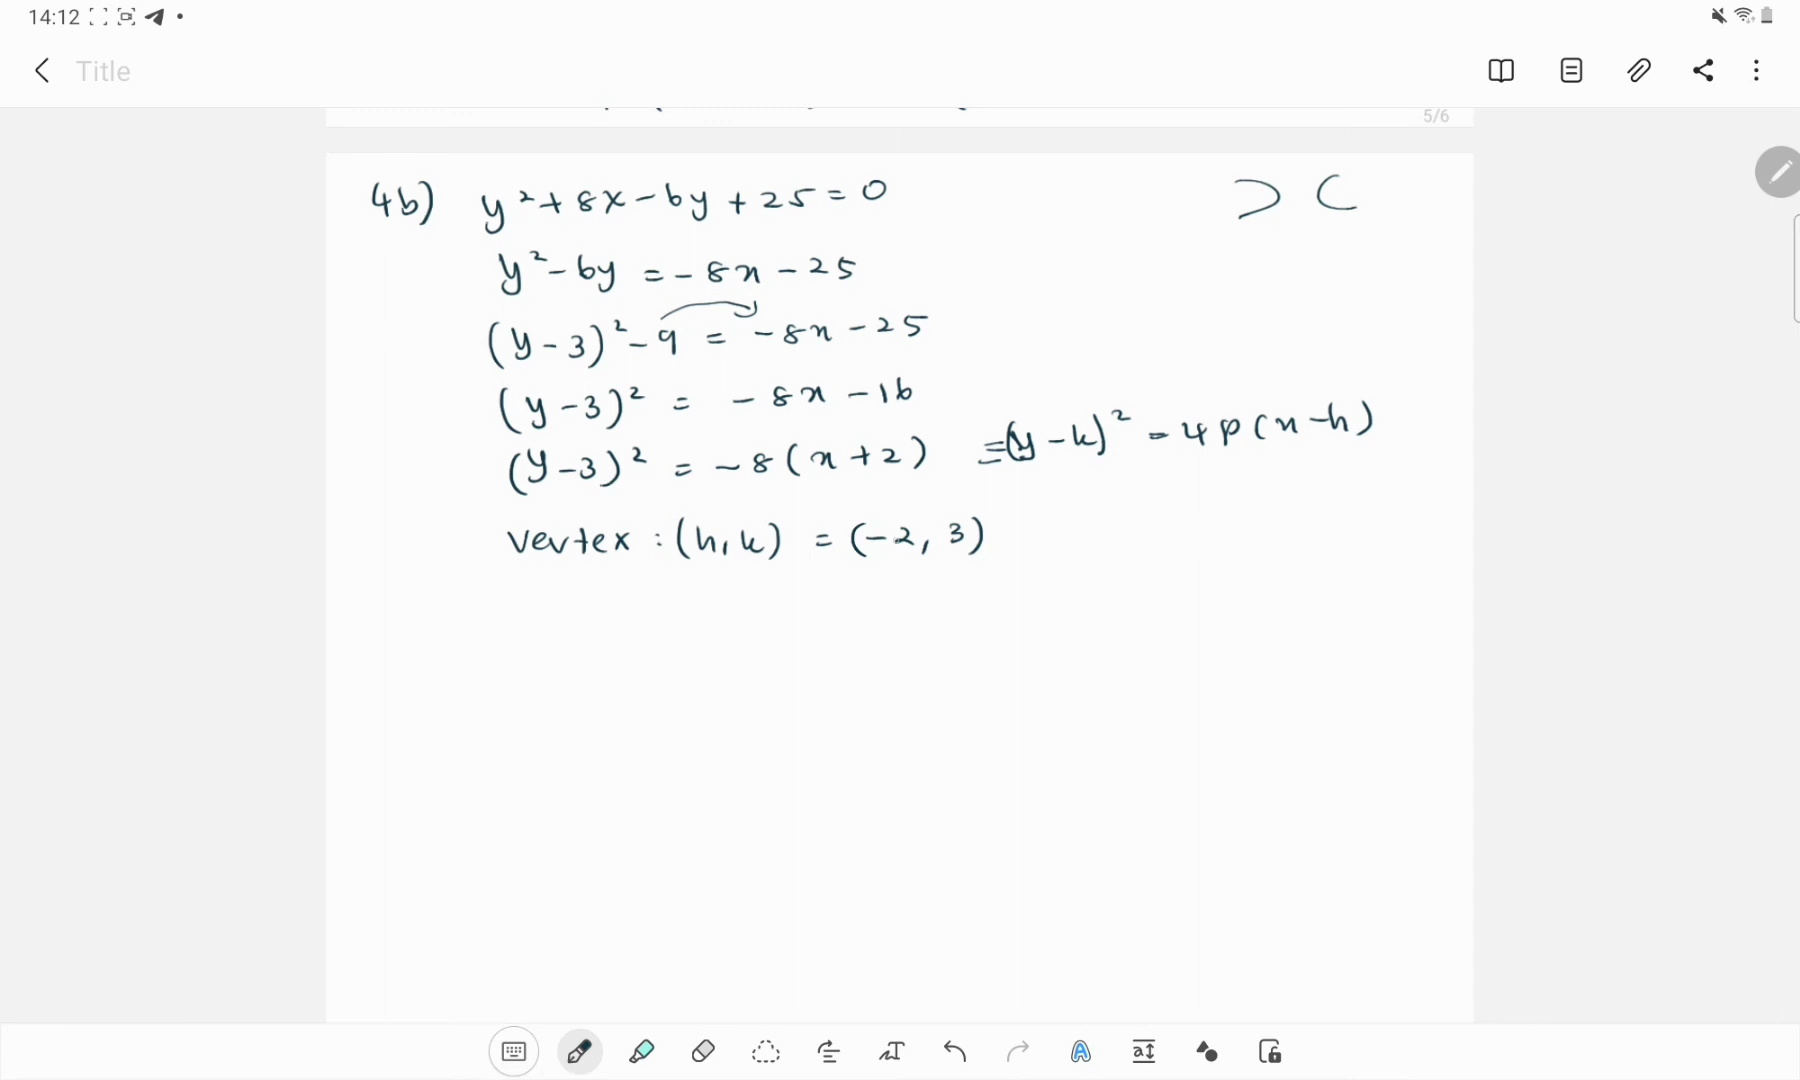 14:12
Title
5/6
4b) y² + 8x - 6y + 25 = 0
y² - 6y = - 8x - 25
(y - 3)² - 9 = - 8x - 25
(y - 3)² = - 8x - 16
(y - 3)² = - 8 (x + 2) ≡ (y - k)² = 4p (x - h)
vertex : (h, k) = (-2, 3)